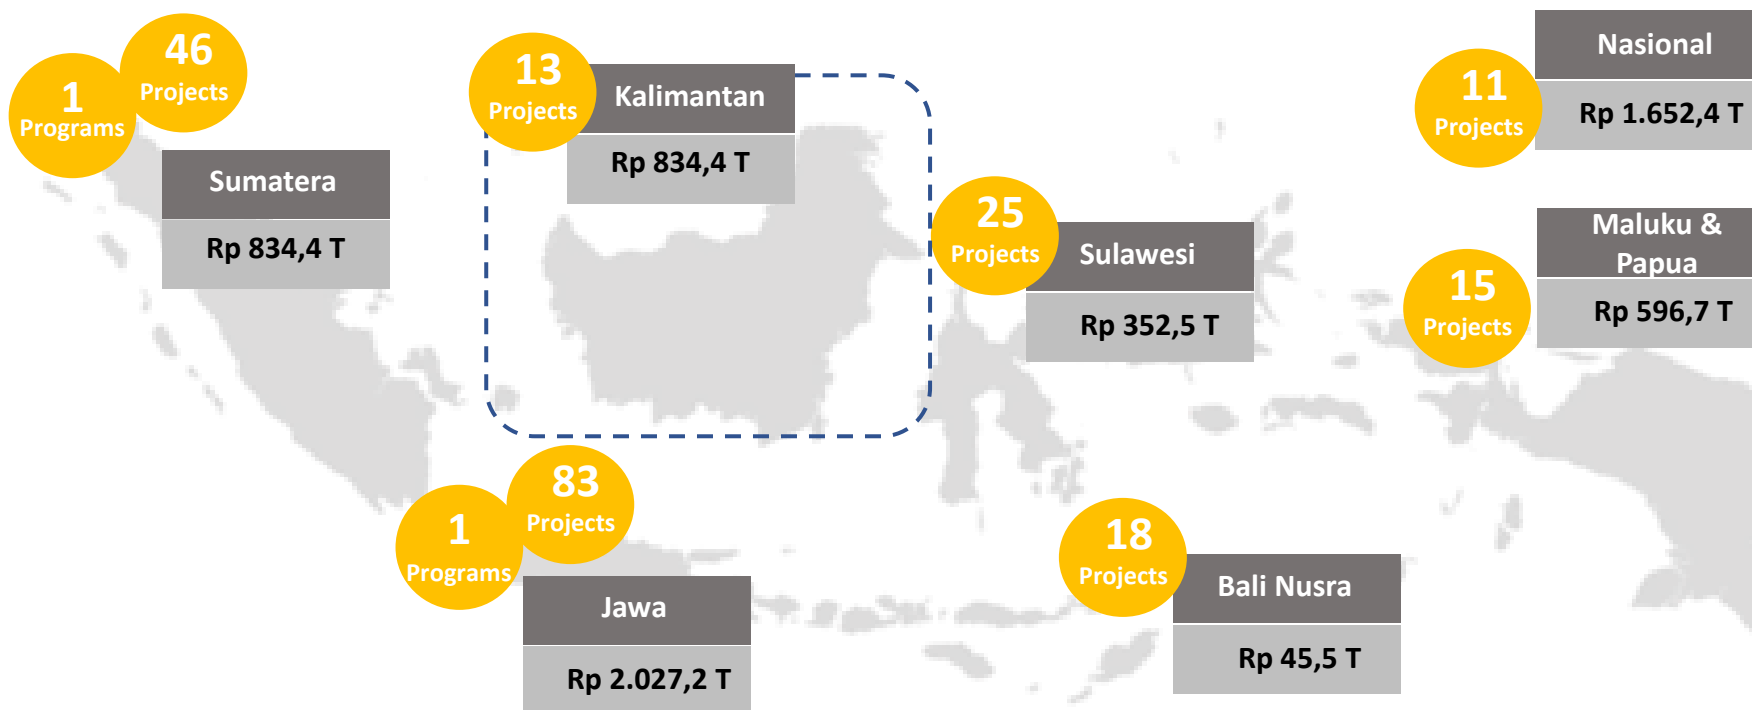 46
Projects
1
Programs
Sumatera
Rp 834,4 T
13
Projects
Kalimantan
Rp 834,4 T
25
Projects
Sulawesi
Rp 352,5 T
11
Projects
Nasional
Rp 1.652,4 T
15
Projects
Maluku &
Papua
Rp 596,7 T
83
Projects
1
Programs
Jawa
Rp 2.027,2 T
18
Projects
Bali Nusra
Rp 45,5 T